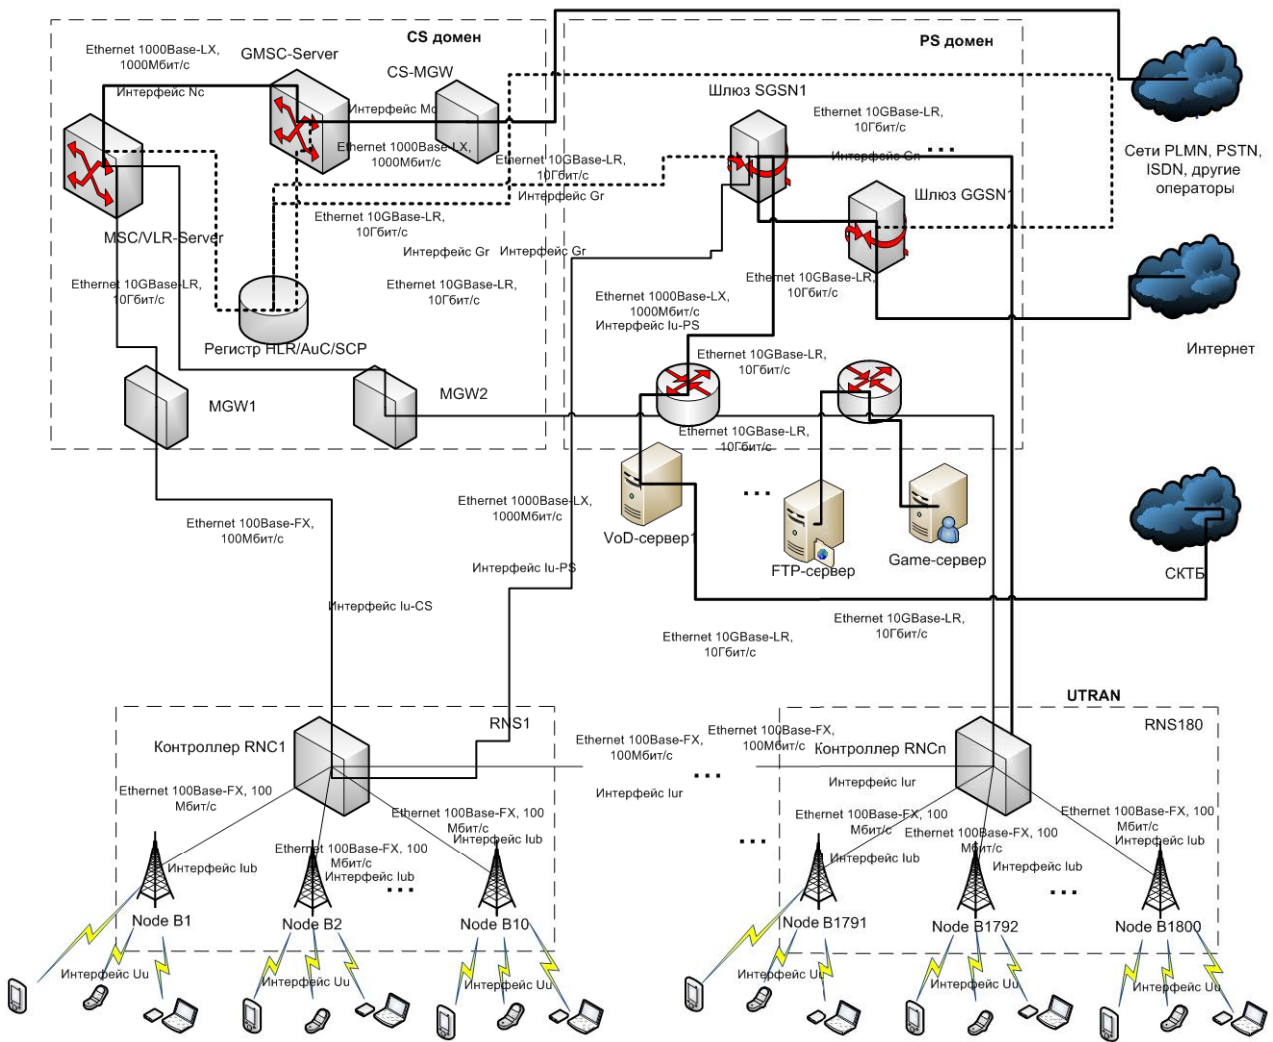 CS домен
PS домен
Ethernet 1000Base-LX,
1000Мбит/с
GMSC-Server
CS-MGW
Интерфейс Nc
Интерфейс Mc
Ethernet 1000Base-LX,
1000Мбит/с
Шлюз SGSN1
Ethernet 10GBase-LR,
10Гбит/с
Интерфейс Gn
...
Сети PLMN, PSTN,
ISDN, другие
операторы
Ethernet 10GBase-LR,
10Гбит/с
Интерфейс Gr
Шлюз GGSN1
MSC/VLR-Server
Ethernet 10GBase-LR,
10Гбит/с
Интерфейс Gr
Интерфейс Gr
Ethernet 10GBase-LR,
10Гбит/с
Ethernet 10GBase-LR,
10Гбит/с
Ethernet 10GBase-LR,
10Гбит/с
Ethernet 1000Base-LX,
1000Мбит/с
Интерфейс Iu-PS
Регистр HLR/AuC/SCP
Интернет
Ethernet 10GBase-LR,
10Гбит/с
MGW1
MGW2
Ethernet 10GBase-LR,
10Гбит/с
Ethernet 1000Base-LX,
1000Мбит/с
...
Ethernet 100Base-FX,
100Мбит/с
VoD-сервер1
FTP-сервер
Game-сервер
СКТБ
Интерфейс Iu-PS
Интерфейс Iu-CS
Ethernet 10GBase-LR,
10Гбит/с
Ethernet 10GBase-LR,
10Гбит/с
UTRAN
RNS1
RNS180
Контроллер RNC1
Ethernet 100Base-FX,
100Мбит/с
Ethernet 100Base-FX,
100Мбит/с
Контроллер RNCn
...
Интерфейс Iur
Интерфейс Iur
Ethernet 100Base-FX, 100
Мбит/с
Ethernet 100Base-FX, 100
Мбит/с
Интерфейс Iub
Ethernet 100Base-FX, 100
Мбит/с
Интерфейс Iub
Интерфейс Iub
...
...
Ethernet 100Base-FX, 100
Мбит/с
Ethernet 100Base-FX, 100
Мбит/с
Ethernet 100Base-FX, 100
Мбит/с
Интерфейс Iub
Интерфейс Iub
Интерфейс Iub
...
Node B1
Node B2
Node B10
Node B1791
Node B1792
Node B1800
Интерфейс Uu
Интерфейс Uu
Интерфейс Uu
Интерфейс Uu
Интерфейс Uu
Интерфейс Uu